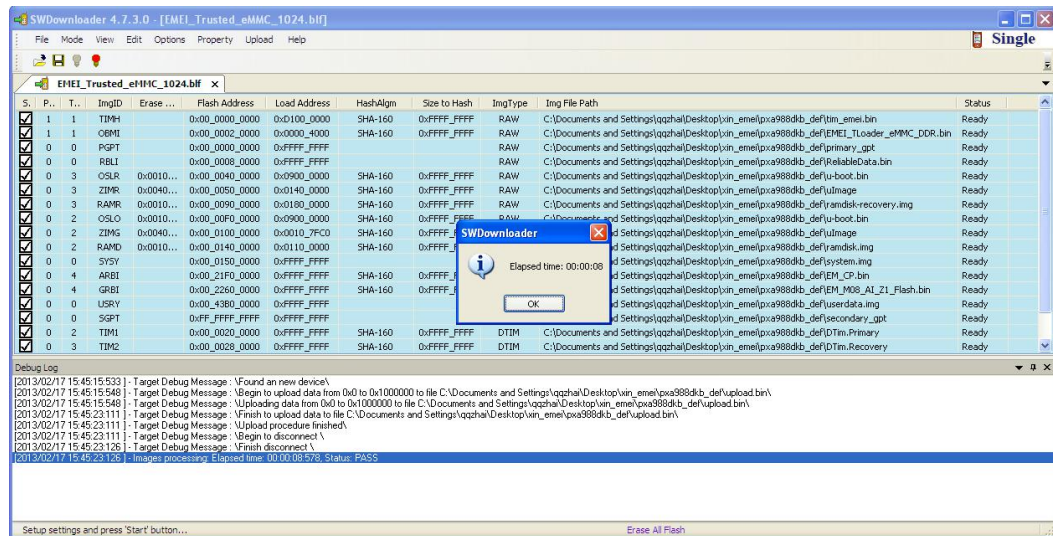 SWDownloader 4.7.3.0 - [EMEI_Trusted_eMMC_1024.blf]
File Mode View Edit Options Property Upload Help Single
EMEI_Trusted_eMMC_1024.blf x
S. P.. T.. ImgID Erase ... Flash Address Load Address HashAlgm Size to Hash ImgType Img File Path Status
1 1 TIMH 0x00_0000_0000 0xD100_0000 SHA-160 0xFFFF_FFFF RAW C:\Documents and Settings\qqzhai\Desktop\xin_emei\pxa988dkb_def\tim_emei.bin Ready
1 1 OBMI 0x00_0002_0000 0x0000_4000 SHA-160 0xFFFF_FFFF RAW C:\Documents and Settings\qqzhai\Desktop\xin_emei\pxa988dkb_def\EMEI_TLoader_eMMC_DDR.bin Ready
0 0 PGPT 0x00_0000_0000 0xFFFF_FFFF RAW C:\Documents and Settings\qqzhai\Desktop\xin_emei\pxa988dkb_def\primary_gpt Ready
0 0 RBLI 0x00_0008_0000 0xFFFF_FFFF RAW C:\Documents and Settings\qqzhai\Desktop\xin_emei\pxa988dkb_def\ReliableData.bin Ready
0 3 OSLR 0x0010... 0x00_0040_0000 0x0900_0000 SHA-160 0xFFFF_FFFF RAW C:\Documents and Settings\qqzhai\Desktop\xin_emei\pxa988dkb_def\u-boot.bin Ready
0 3 ZIMR 0x0040... 0x00_0050_0000 0x0140_0000 SHA-160 0xFFFF_FFFF RAW C:\Documents and Settings\qqzhai\Desktop\xin_emei\pxa988dkb_def\uImage Ready
0 3 RAMR 0x0010... 0x00_0090_0000 0x0180_0000 SHA-160 0xFFFF_FFFF RAW C:\Documents and Settings\qqzhai\Desktop\xin_emei\pxa988dkb_def\ramdisk-recovery.img Ready
0 2 OSLO 0x0010... 0x00_00F0_0000 0x0900_0000 SHA-160 0xFFFF_FFFF RAW C:\Documents and Settings\qqzhai\Desktop\xin_emei\pxa988dkb_def\u-boot.bin Ready
0 2 ZIMG 0x0040... 0x00_0100_0000 0x0010_7FC0 SHA-160 0xFFFF_F d Settings\qqzhai\Desktop\xin_emei\pxa988dkb_def\uImage Ready
0 2 RAMD 0x0010... 0x00_0140_0000 0x0110_0000 SHA-160 0xFFFF_F d Settings\qqzhai\Desktop\xin_emei\pxa988dkb_def\ramdisk.img Ready
0 0 SYSY 0x00_0150_0000 0xFFFF_FFFF d Settings\qqzhai\Desktop\xin_emei\pxa988dkb_def\system.img Ready
0 4 ARBI 0x00_21F0_0000 0xFFFF_FFFF SHA-160 0xFFFF_F d Settings\qqzhai\Desktop\xin_emei\pxa988dkb_def\EM_CP.bin Ready
0 4 GRBI 0x00_2260_0000 0xFFFF_FFFF SHA-160 0xFFFF_F d Settings\qqzhai\Desktop\xin_emei\pxa988dkb_def\EM_M08_AI_Z1_Flash.bin Ready
0 0 USRY 0x00_43B0_0000 0xFFFF_FFFF d Settings\qqzhai\Desktop\xin_emei\pxa988dkb_def\userdata.img Ready
0 0 SGPT 0xFF_FFFF_FFFF 0xFFFF_FFFF d Settings\qqzhai\Desktop\xin_emei\pxa988dkb_def\secondary_gpt Ready
0 2 TIM1 0x00_0020_0000 0xFFFF_FFFF SHA-160 0xFFFF_FFFF DTIM C:\Documents and Settings\qqzhai\Desktop\xin_emei\pxa988dkb_def\DTim.Primary Ready
0 3 TIM2 0x00_0028_0000 0xFFFF_FFFF SHA-160 0xFFFF_FFFF DTIM C:\Documents and Settings\qqzhai\Desktop\xin_emei\pxa988dkb_def\DTim.Recovery Ready
SWDownloader
Elapsed time: 00:00:08
OK
Debug Log
[2013/02/17 15:45:15:533 ] - Target Debug Message : \Found an new device\
[2013/02/17 15:45:15:548 ] - Target Debug Message : \Begin to upload data from 0x0 to 0x1000000 to file C:\Documents and Settings\qqzhai\Desktop\xin_emei\pxa988dkb_def\upload.bin\
[2013/02/17 15:45:15:548 ] - Target Debug Message : \Uploading data from 0x0 to 0x1000000 to file C:\Documents and Settings\qqzhai\Desktop\xin_emei\pxa988dkb_def\upload.bin\
[2013/02/17 15:45:23:111 ] - Target Debug Message : \Finish to upload data to file C:\Documents and Settings\qqzhai\Desktop\xin_emei\pxa988dkb_def\upload.bin\
[2013/02/17 15:45:23:111 ] - Target Debug Message : \Upload procedure finished\
[2013/02/17 15:45:23:111 ] - Target Debug Message : \Begin to disconnect \
[2013/02/17 15:45:23:126 ] - Target Debug Message : \Finish disconnect \
[2013/02/17 15:45:23:126 ] - Images processing: Elapsed time: 00:00:08:578, Status: PASS
Setup settings and press 'Start' button... Erase All Flash